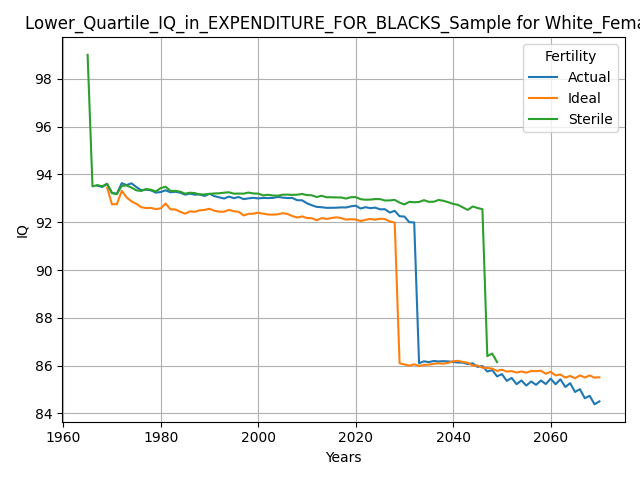 Lower_Quartile_IQ_in_EXPENDITURE_FOR_BLACKS_Sample for White_Fema
Fertility
Actual
Ideal
Sterile
IQ
98
96
94
92
90
88
86
84
1960 1980 2000 2020 2040 2060
Years